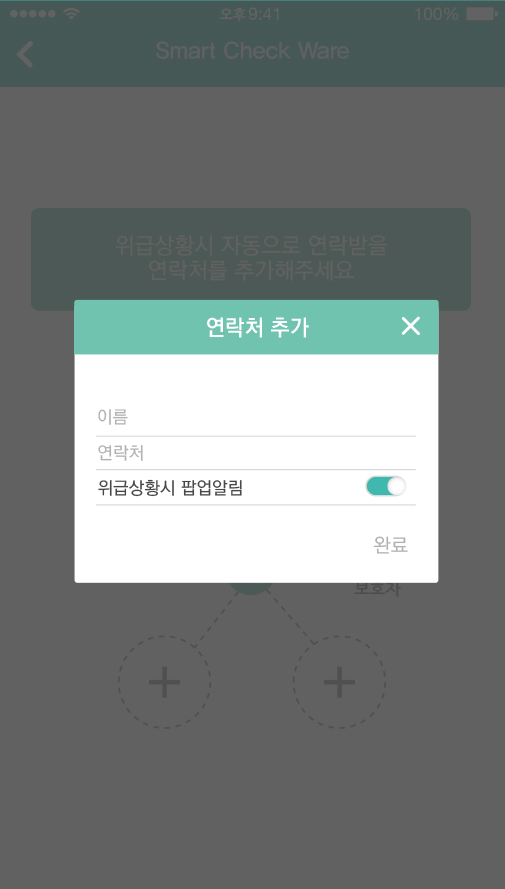 오후 9:41
100%
Smart Check Ware
위급상황시 자동으로 연락받을
연락처를 추가해주세요
연락처 추가
이름
연락처
위급상황시 팝업알림
완료
보호자